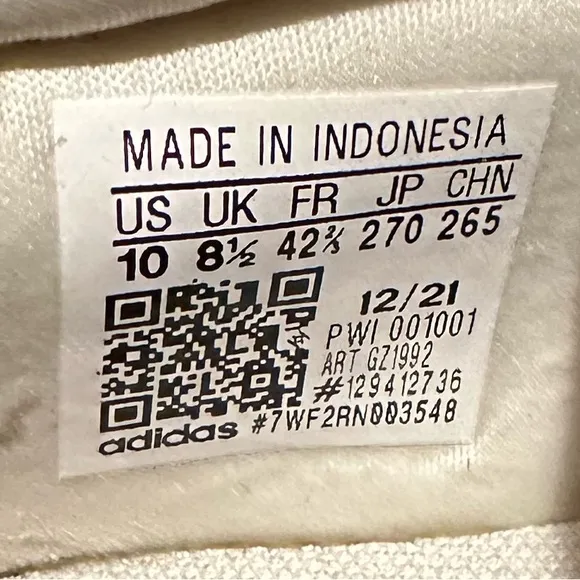 MADE IN INDONESIA
US UK FR JP CHN
10 8½ 42⅔ 270 265
12/21
PWI 001001
ART GZ1992
#129412736
#7WF2RN003548
adidas